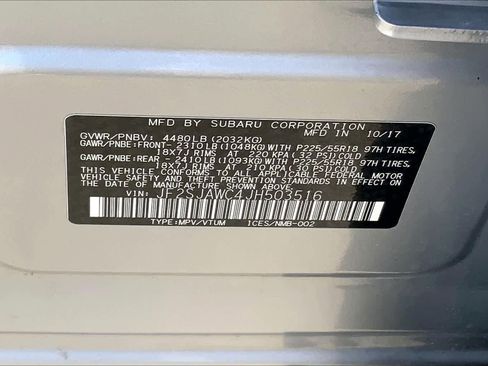 MFD BY SUBARU CORPORATION
MFD IN 10/17
GVWR/PNBV: 4480LB(2032KG)
GAWR/PNBE:FRONT- 2310LB(1048KG)WITH P225/55R18 97H TIRES,
18X7J RIMS AT 220 KPA(32 PSI)COLD
GAWR/PNBE:REAR -2410LB(1093KG)WITH P225/55R18 97H TIRES,
18X7J RIMS AT 210 KPA(30 PSI)COLD
THIS VEHICLE CONFORMS TO ALL APPLICABLE FEDERAL MOTOR
VEHICLE SAFETY AND THEFT PREVENTION STANDARDS IN EFFECT ON THE
DATE OF MANUFACTURE SHOWN ABOVE.
JF2SJAWC4JH503516
TYPE:MPV/VTUM ICES/NMB-002